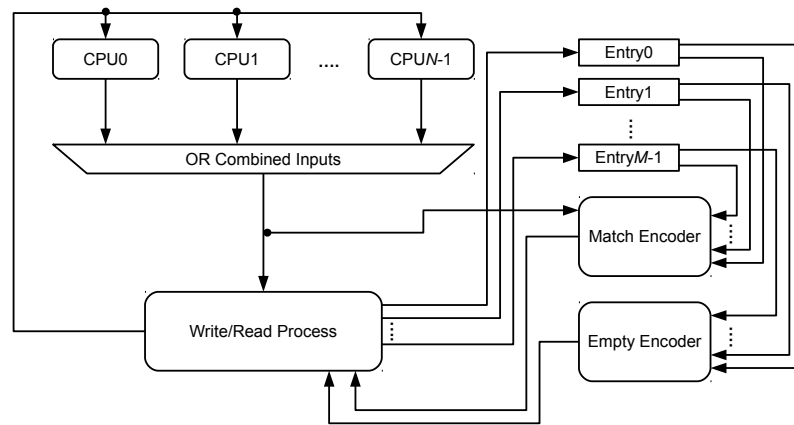 CPU0
CPU1
....
CPUN-1
Entry0
Entry1
EntryM-1
OR Combined Inputs
Match Encoder
Write/Read Process
Empty Encoder